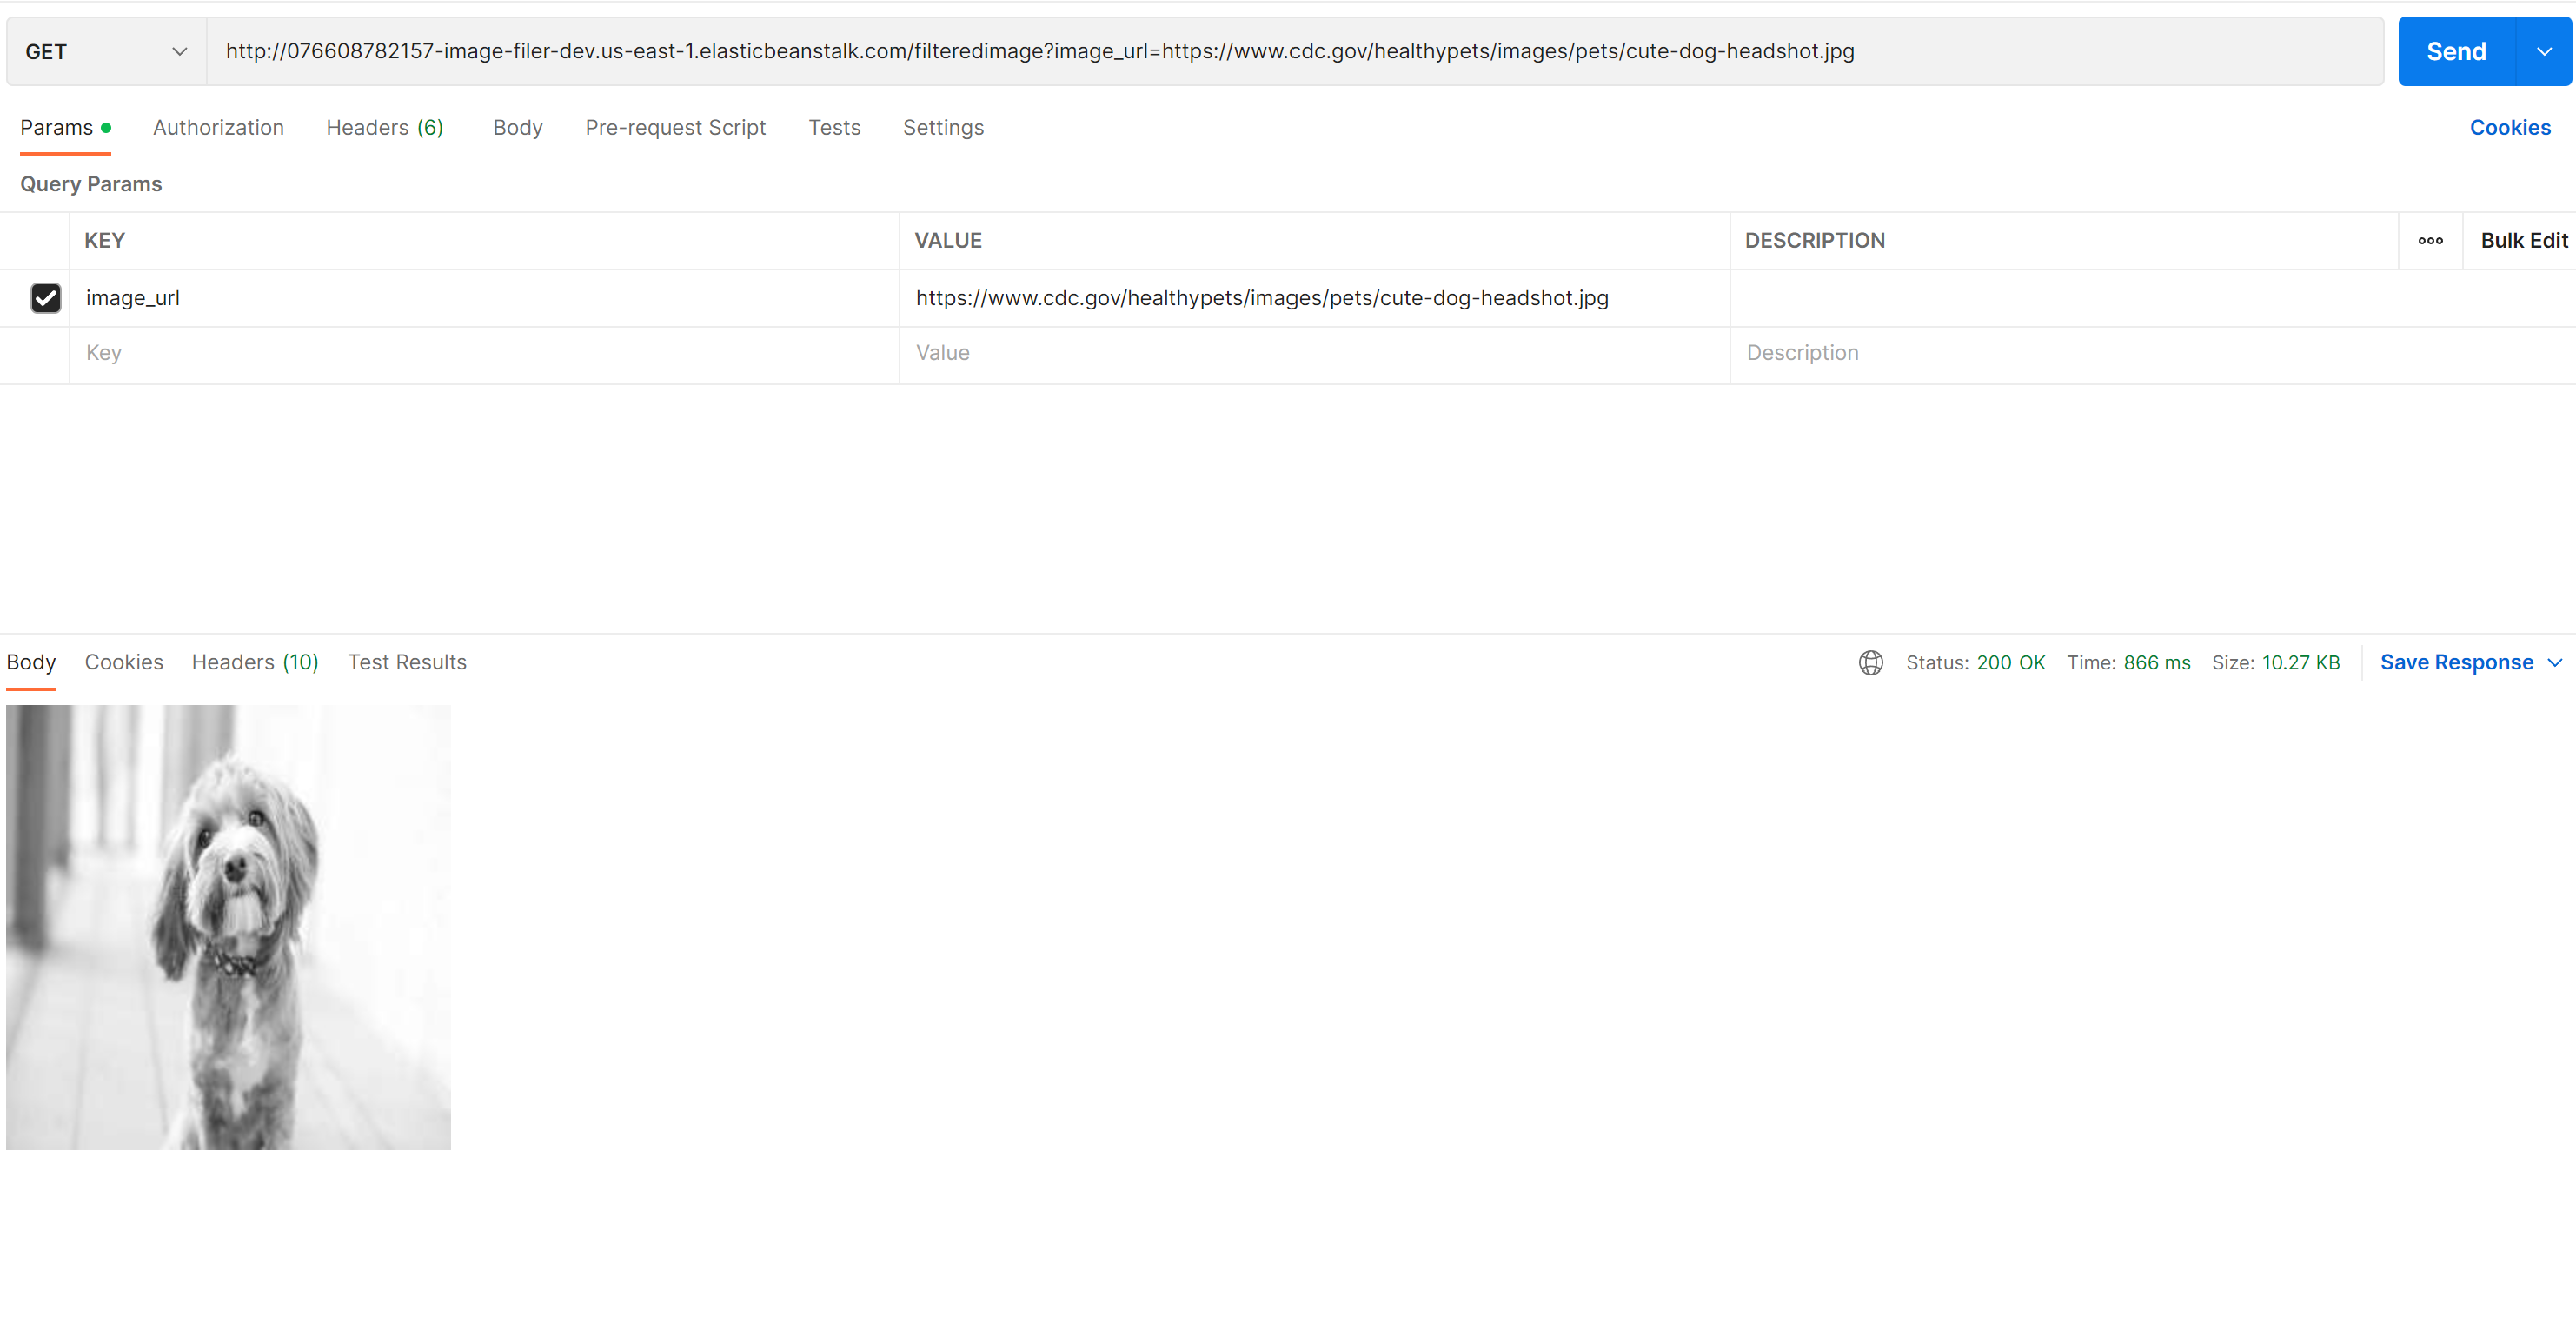 GET http://076608782157-image-filer-dev.us-east-1.elasticbeanstalk.com/filteredimage?image_url=https://www.cdc.gov/healthypets/images/pets/cute-dog-headshot.jpg Send
Params Authorization Headers (6) Body Pre-request Script Tests Settings Cookies
Query Params
KEY VALUE DESCRIPTION ooo Bulk Edit
image_url https://www.cdc.gov/healthypets/images/pets/cute-dog-headshot.jpg
Key Value Description
Body Cookies Headers (10) Test Results Status: 200 OK Time: 866 ms Size: 10.27 KB Save Response